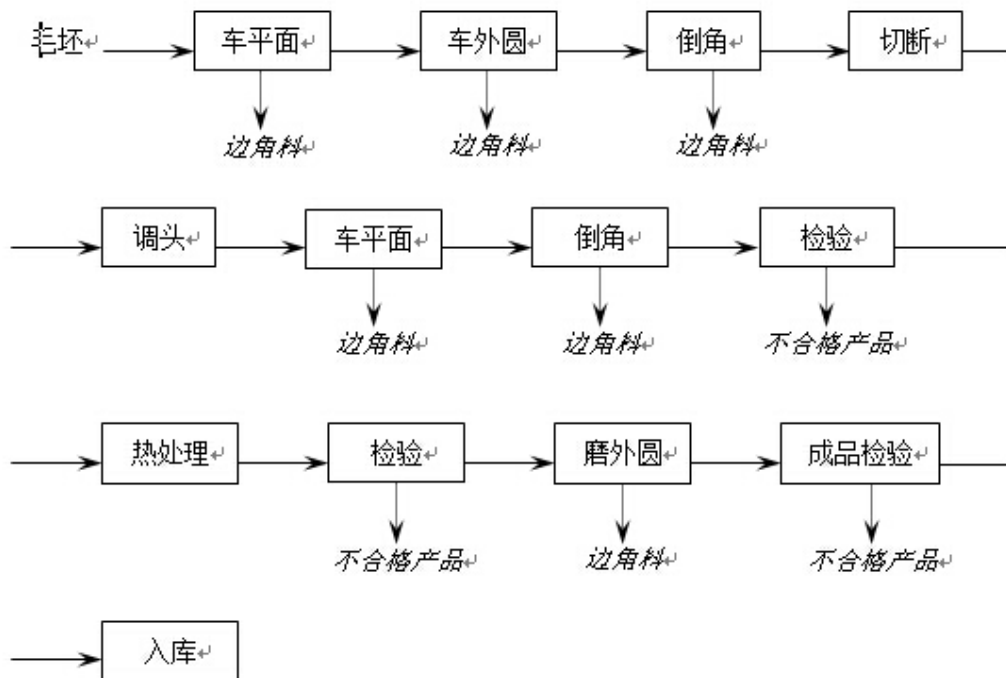 毛坯 车平面 车外圆 倒角 切断
边角料 边角料 边角料
调头 车平面 倒角 检验
边角料 边角料 不合格产品
热处理 检验 磨外圆 成品检验
不合格产品 边角料 不合格产品
入库